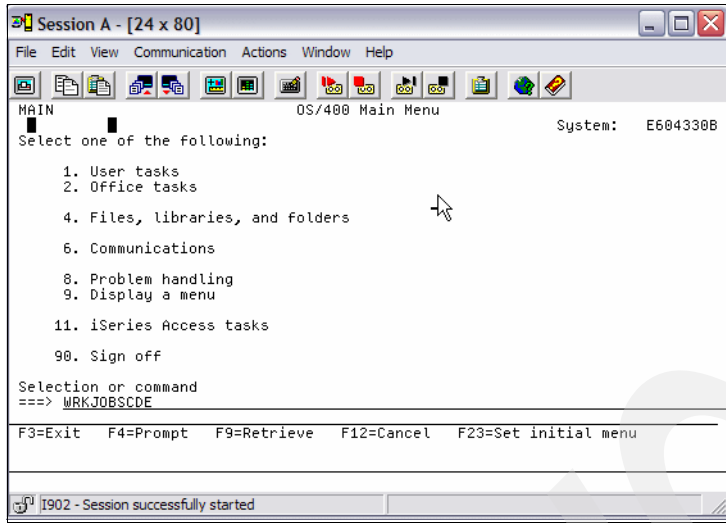 Session A - [24 x 80]
File Edit View Communication Actions Window Help
MAIN OS/400 Main Menu
System: E604330B
Select one of the following:
1. User tasks
2. Office tasks
4. Files, libraries, and folders
6. Communications
8. Problem handling
9. Display a menu
11. iSeries Access tasks
90. Sign off
Selection or command
===> WRKJOBSCDE
F3=Exit F4=Prompt F9=Retrieve F12=Cancel F23=Set initial menu
I902 - Session successfully started